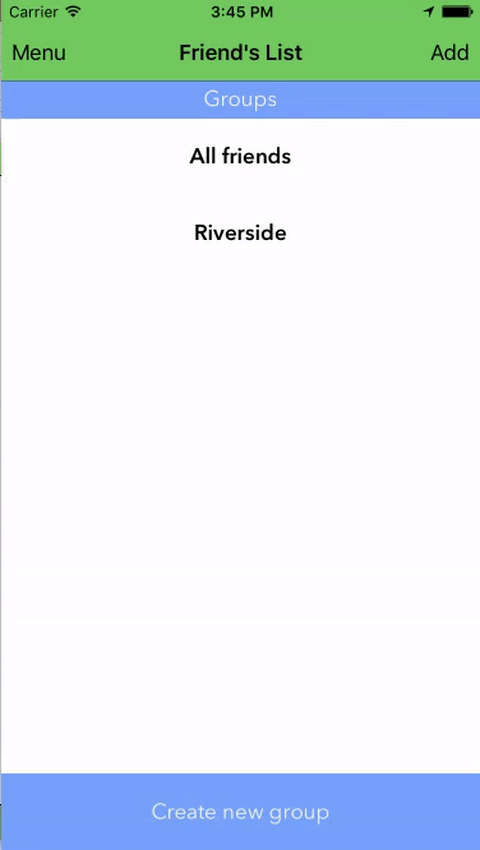 Carrier 3:45 PM
Menu Friend's List Add
Groups
All friends
Riverside
Create new group